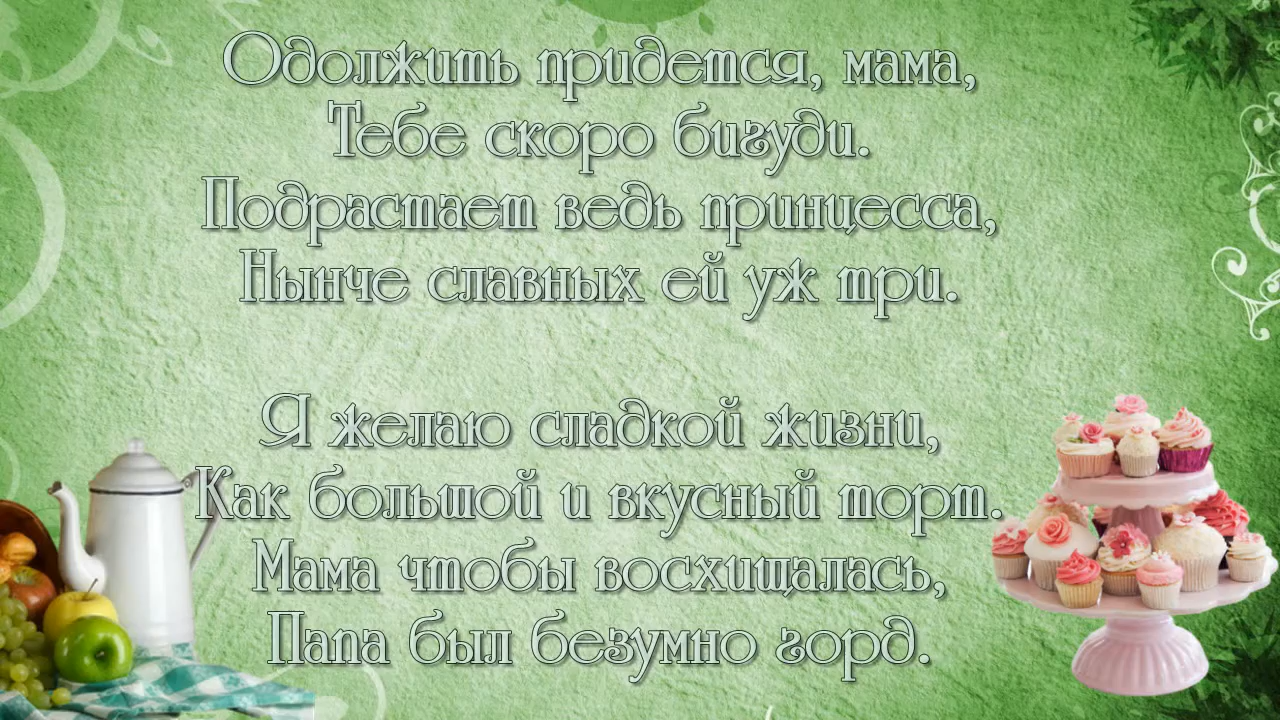 Одолжить придется, мама,
Тебе скоро бигуди.
Подрастает ведь принцесса,
Нынче славных ей уж три.
Я желаю сладкой жизни,
Как большой и вкусный торт.
Мама чтобы восхищалась,
Папа был безумно горд.